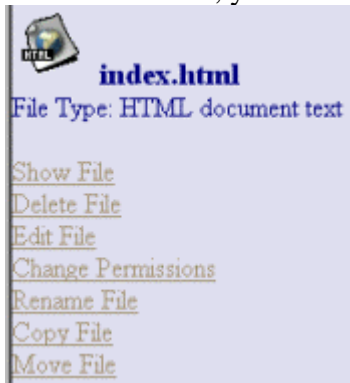 HTML
index.html
File Type: HTML document text
Show File
Delete File
Edit File
Change Permissions
Rename File
Copy File
Move File